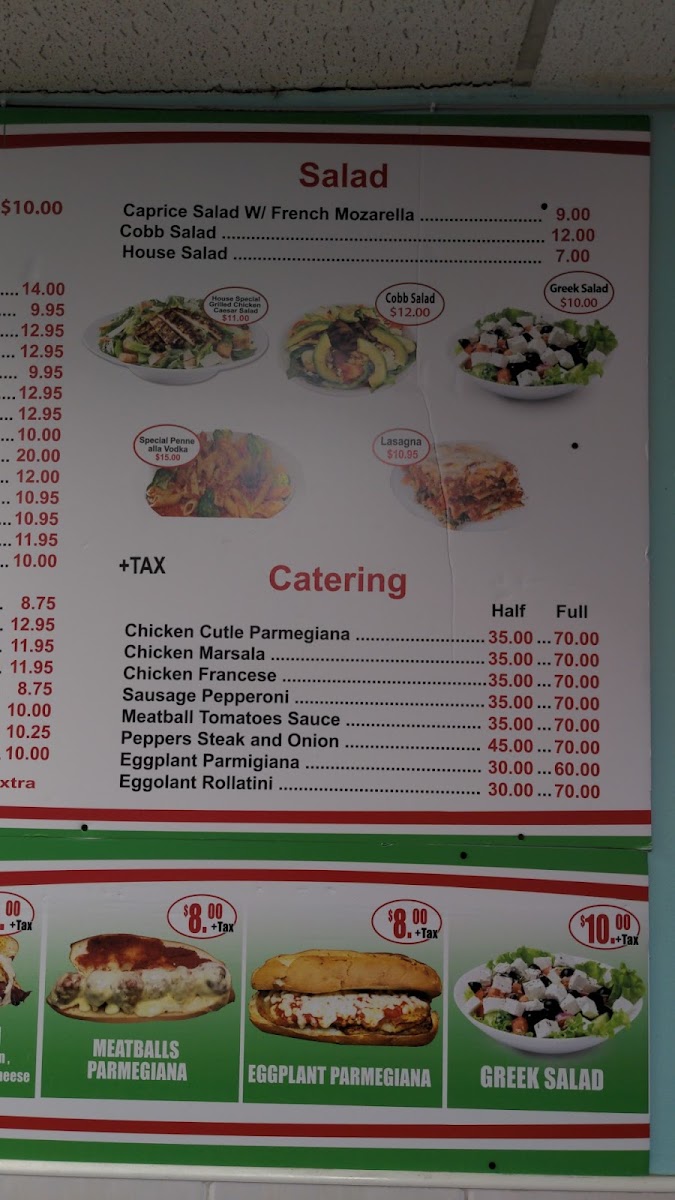 $10.00
14.00
9.95
12.95
12.95
9.95
12.95
12.95
10.00
20.00
12.00
10.95
10.95
11.95
10.00
8.75
12.95
11.95
11.95
8.75
10.00
10.25
10.00
xtra
Salad
Caprice Salad W/ French Mozarella ........................ 9.00
Cobb Salad ........................ 12.00
House Salad ........................ 7.00
House Special
Grilled Chicken
Caesar Salad
$11.00
Cobb Salad
$12.00
Greek Salad
$10.00
Special Penne
alla Vodka
$15.00
Lasagna
$10.95
+TAX
Catering
Half Full
Chicken Cutle Parmegiana ........................ 35.00 ... 70.00
Chicken Marsala ........................ 35.00 ... 70.00
Chicken Francese ........................ 35.00 ... 70.00
Sausage Pepperoni ........................ 35.00 ... 70.00
Meatball Tomatoes Sauce ........................ 35.00 ... 70.00
Peppers Steak and Onion ........................ 45.00 ... 70.00
Eggplant Parmigiana ........................ 30.00 ... 60.00
Eggolant Rollatini ........................ 30.00 ... 70.00
.00
+Tax
n,
heese
$8.00
+Tax
MEATBALLS
PARMEGIANA
$8.00
+Tax
EGGPLANT PARMEGIANA
$10.00
+Tax
GREEK SALAD